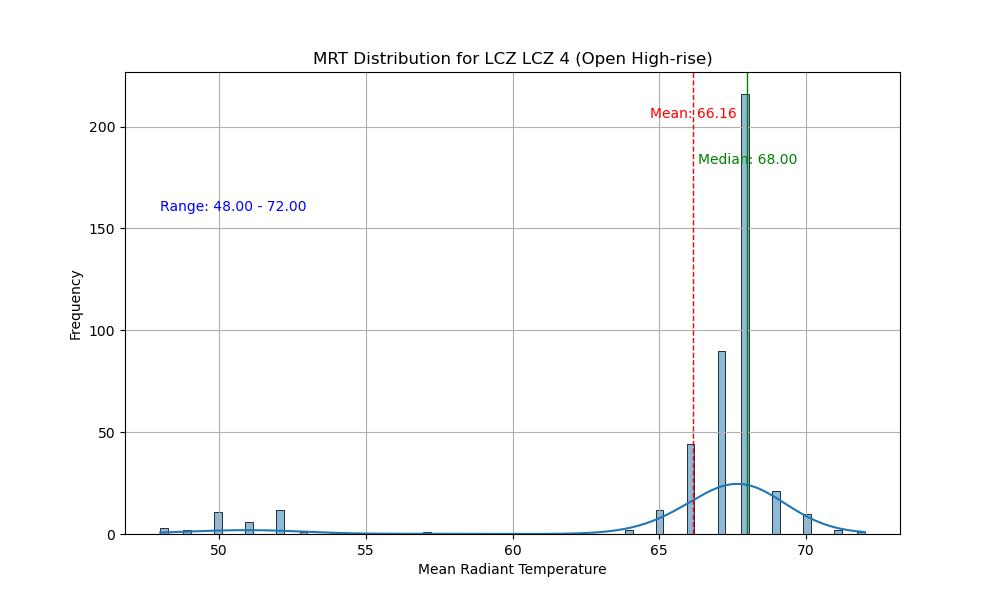 MRT Distribution for LCZ LCZ 4 (Open High-rise)
Mean: 66.16
Median: 68.00
Range: 48.00 - 72.00
Frequency
200
150
100
50
0
50 55 60 65 70
Mean Radiant Temperature